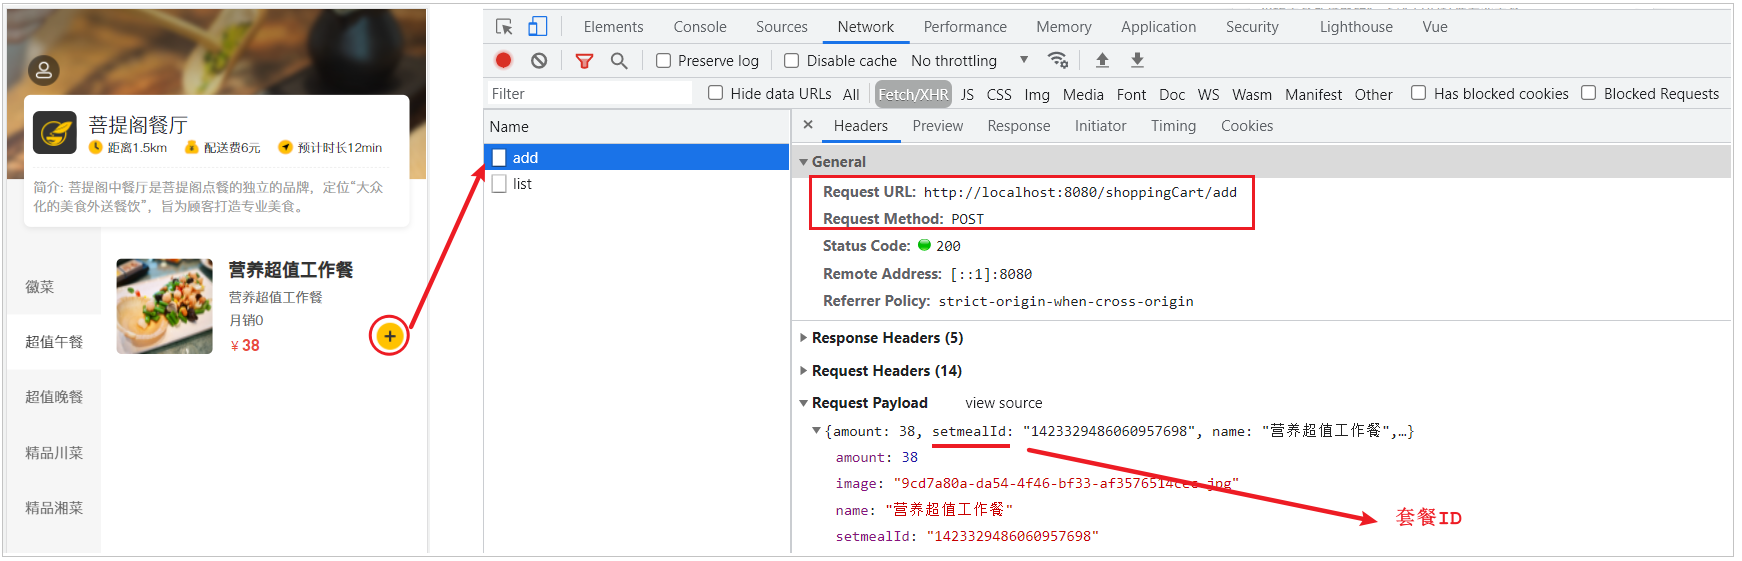 菩提阁餐厅
距离1.5km 配送费6元 预计时长12min
简介: 菩提阁中餐厅是菩提阁点餐的独立的品牌，定位“大众
化的美食外送餐饮”，旨为顾客打造专业美食。
徽菜
超值午餐
超值晚餐
精品川菜
精品湘菜
营养超值工作餐
营养超值工作餐
月销0
￥38
+
Elements Console Sources Network Performance Memory Application Security Lighthouse Vue
Preserve log Disable cache No throttling
Filter Hide data URLs All Fetch/XHR JS CSS Img Media Font Doc WS Wasm Manifest Other Has blocked cookies Blocked Requests
Name
add
list
× Headers Preview Response Initiator Timing Cookies
General
Request URL: http://localhost:8080/shoppingCart/add
Request Method: POST
Status Code: 200
Remote Address: [::1]:8080
Referrer Policy: strict-origin-when-cross-origin
Response Headers (5)
Request Headers (14)
Request Payload view source
{amount: 38, setmealId: "1423329486060957698", name: "营养超值工作餐",…}
amount: 38
image: "9cd7a80a-da54-4f46-bf33-af3576514cec.jpg"
name: "营养超值工作餐"
setmealId: "1423329486060957698"
套餐ID